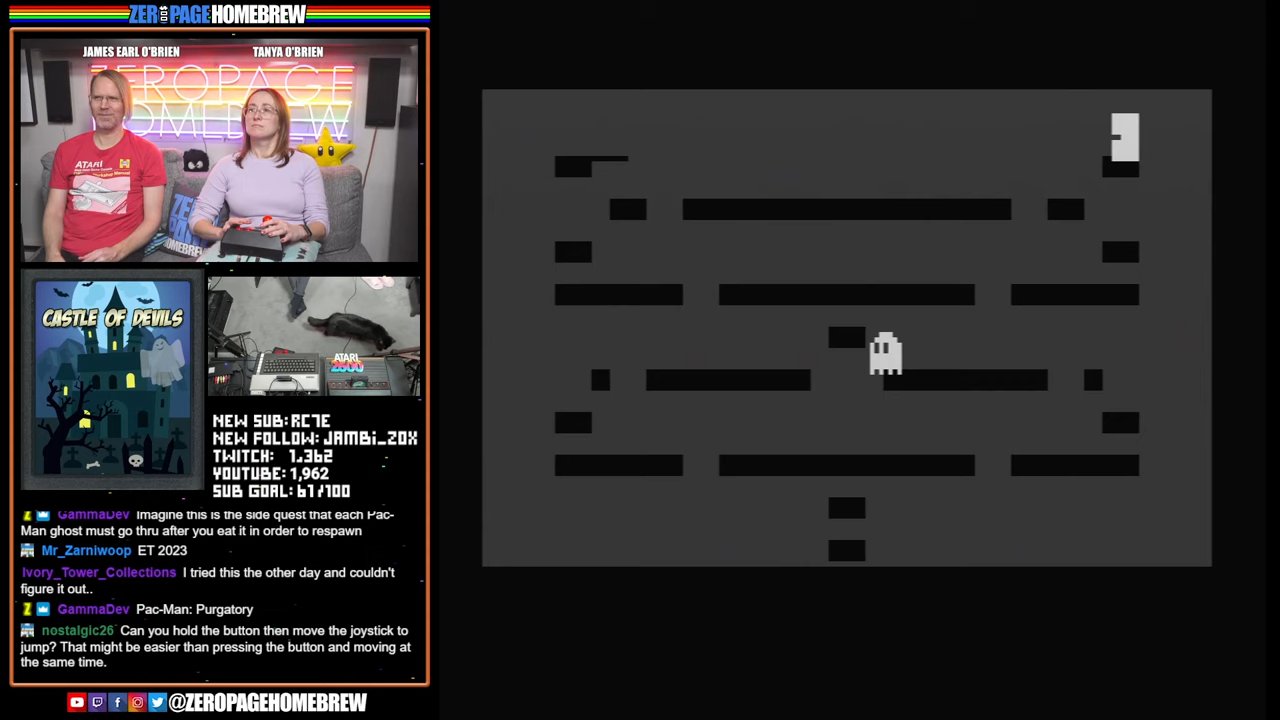 ZEROPAGE HOMEBREW
JAMES EARL O'BRIEN
TANYA O'BRIEN
ZEROPAGE
HOMEBREW
ATARI
CASTLE OF DEVILS
ATARI
2600
NEW SUB: RC7E
NEW FOLLOW: JAMBI_ZOX
TWITCH: 1,362
YOUTUBE: 1,962
SUB GOAL: 67/100
GammaDev Imagine this is the side quest that each Pac-
Man ghost must go thru after you eat it in order to respawn
Mr_Zarniwoop ET 2023
Ivory_Tower_Collections I tried this the other day and couldn't
figure it out..
GammaDev Pac-Man: Purgatory
nostalgic26 Can you hold the button then move the joystick to
jump? That might be easier than pressing the button and moving at
the same time.
@ZEROPAGEHOMEBREW